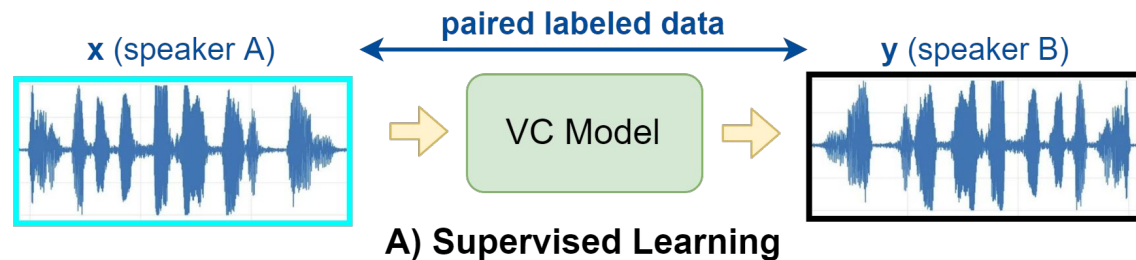 paired labeled data
x (speaker A)
y (speaker B)
VC Model
A) Supervised Learning